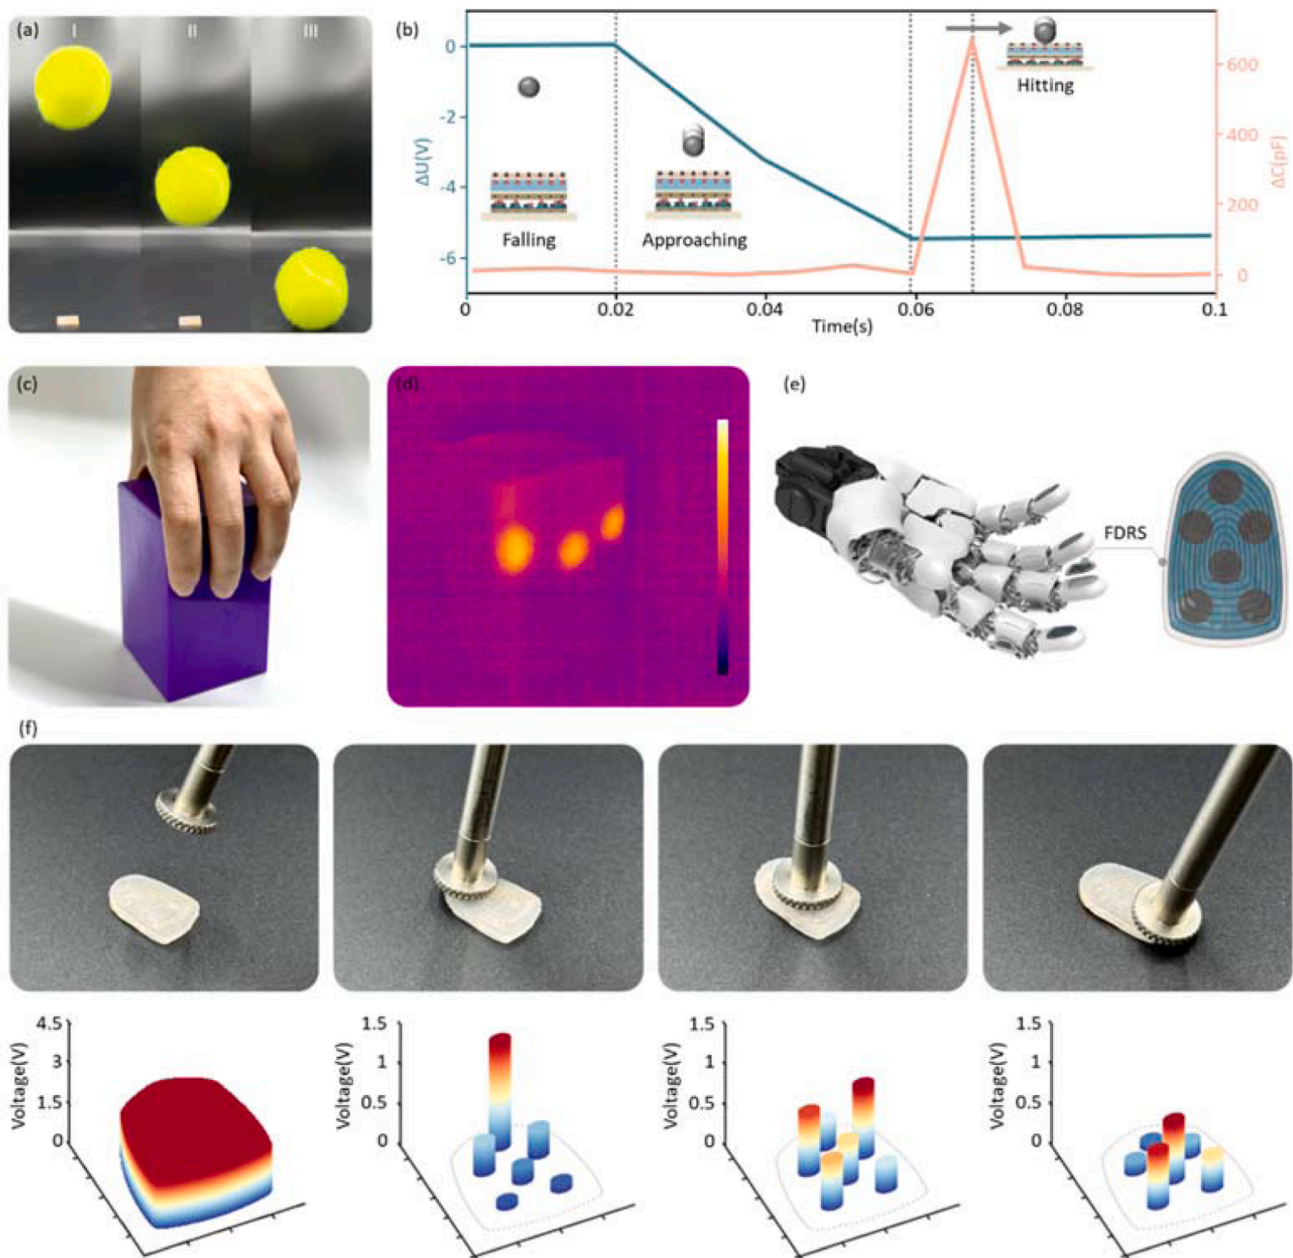 (a)
I
II
III
(b)
0
-2
-4
-6
ΔU(V)
Falling
Approaching
Hitting
600
400
200
0
ΔC(pF)
0
0.02
0.04
0.06
0.08
0.1
Time(s)
(c)
(d)
(e)
FDRS
(f)
4.5
3
1.5
0
Voltage(V)
1.5
1
0.5
0
Voltage(V)
1.5
1
0.5
0
Voltage(V)
1.5
1
0.5
0
Voltage(V)